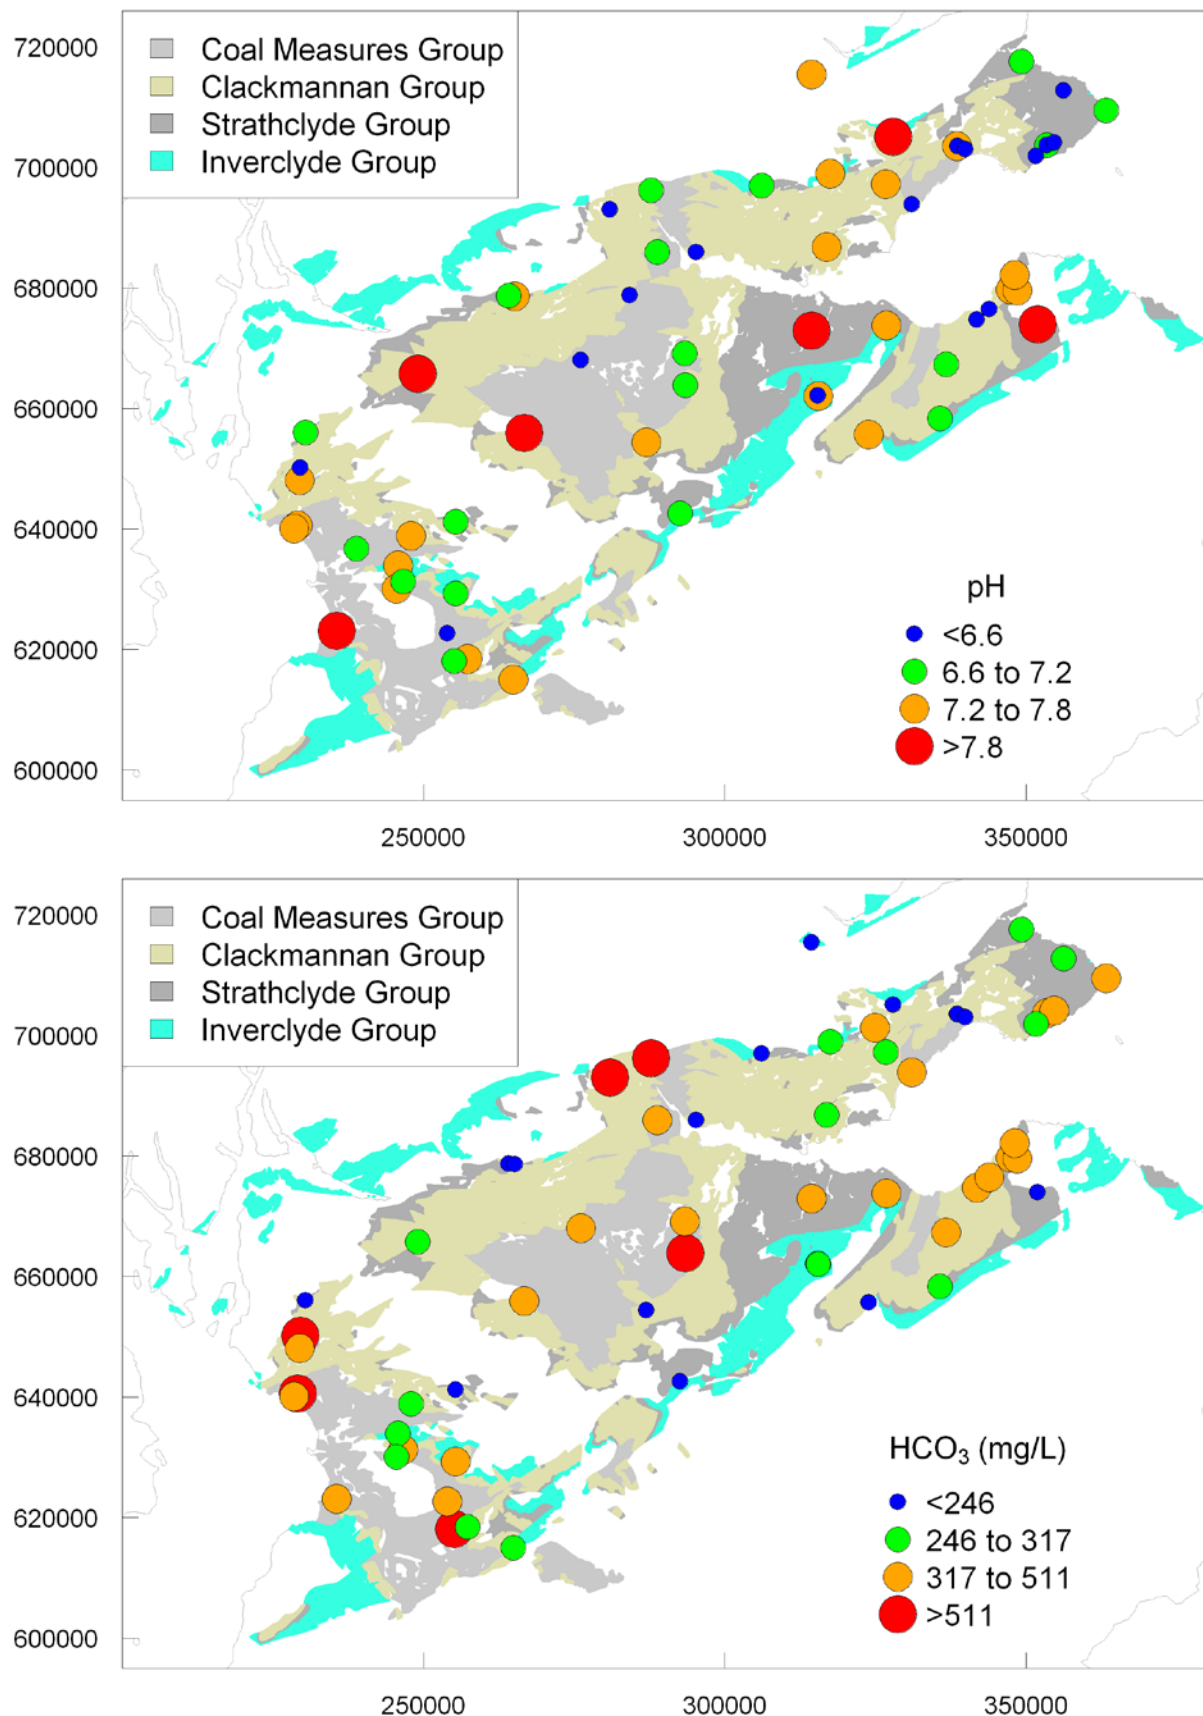 720000
700000
680000
660000
640000
620000
600000
Coal Measures Group
Clackmannan Group
Strathclyde Group
Inverclyde Group
pH
<6.6
6.6 to 7.2
7.2 to 7.8
>7.8
250000 300000 350000
720000
700000
680000
660000
640000
620000
600000
Coal Measures Group
Clackmannan Group
Strathclyde Group
Inverclyde Group
HCO₃ (mg/L)
<246
246 to 317
317 to 511
>511
250000 300000 350000